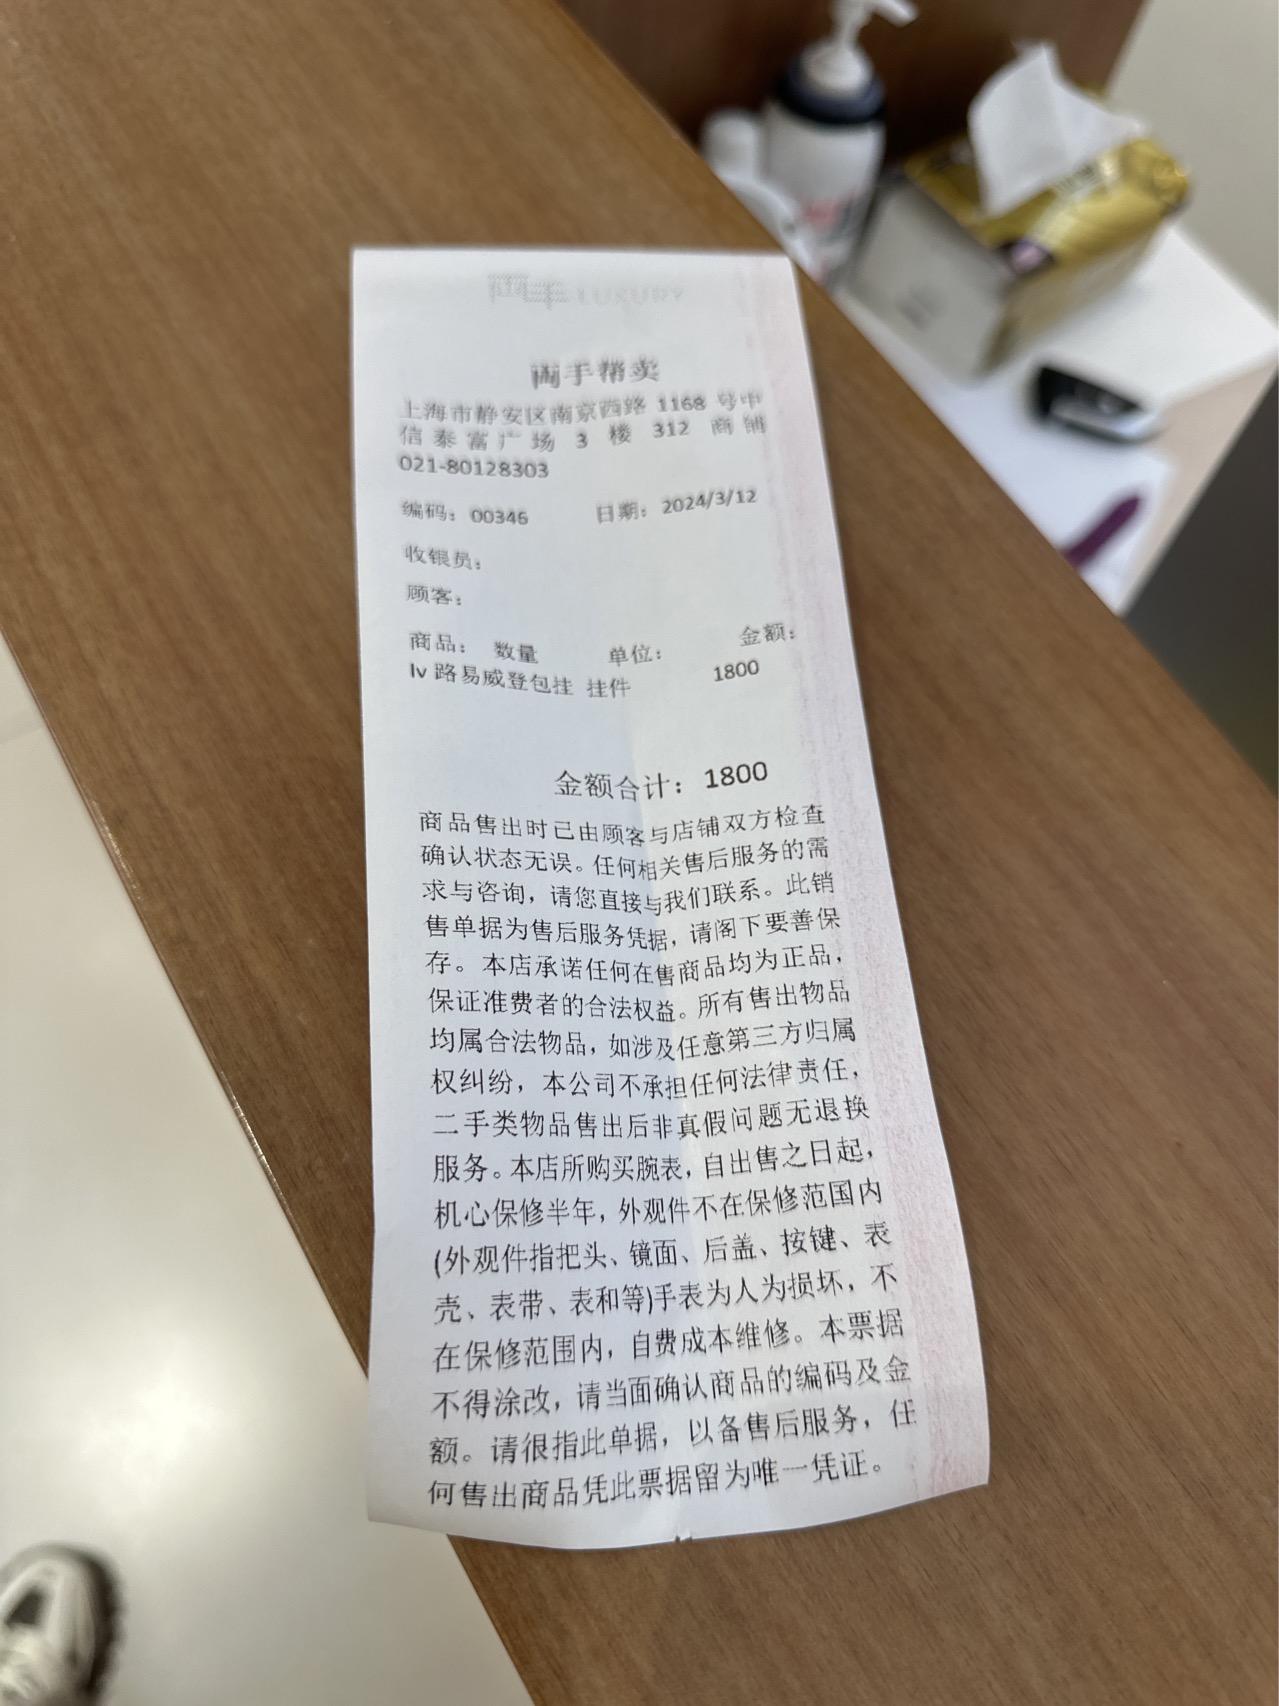 两手 LUXURY
两手帮卖
上海市静安区南京西路 1168 号中
信泰富广场 3 楼 312 商铺
021-80128303
编码：00346 日期：2024/3/12
收银员：
顾客：
商品： 数量 单位： 金额：
lv 路易威登包挂 挂件 1800
金额合计：1800
商品售出时已由顾客与店铺双方检查
确认状态无误。任何相关售后服务的需
求与咨询，请您直接与我们联系。此销
售单据为售后服务凭据，请阁下要善保
存。本店承诺任何在售商品均为正品，
保证准费者的合法权益。所有售出物品
均属合法物品，如涉及任意第三方归属
权纠纷，本公司不承担任何法律责任，
二手类物品售出后非真假问题无退换
服务。本店所购买腕表，自出售之日起，
机心保修半年，外观件不在保修范围内
(外观件指把头、镜面、后盖、按键、表
壳、表带、表和等)手表为人为损坏，不
在保修范围内，自费成本维修。本票据
不得涂改，请当面确认商品的编码及金
额。请很指此单据，以备售后服务，任
何售出商品凭此票据留为唯一凭证。